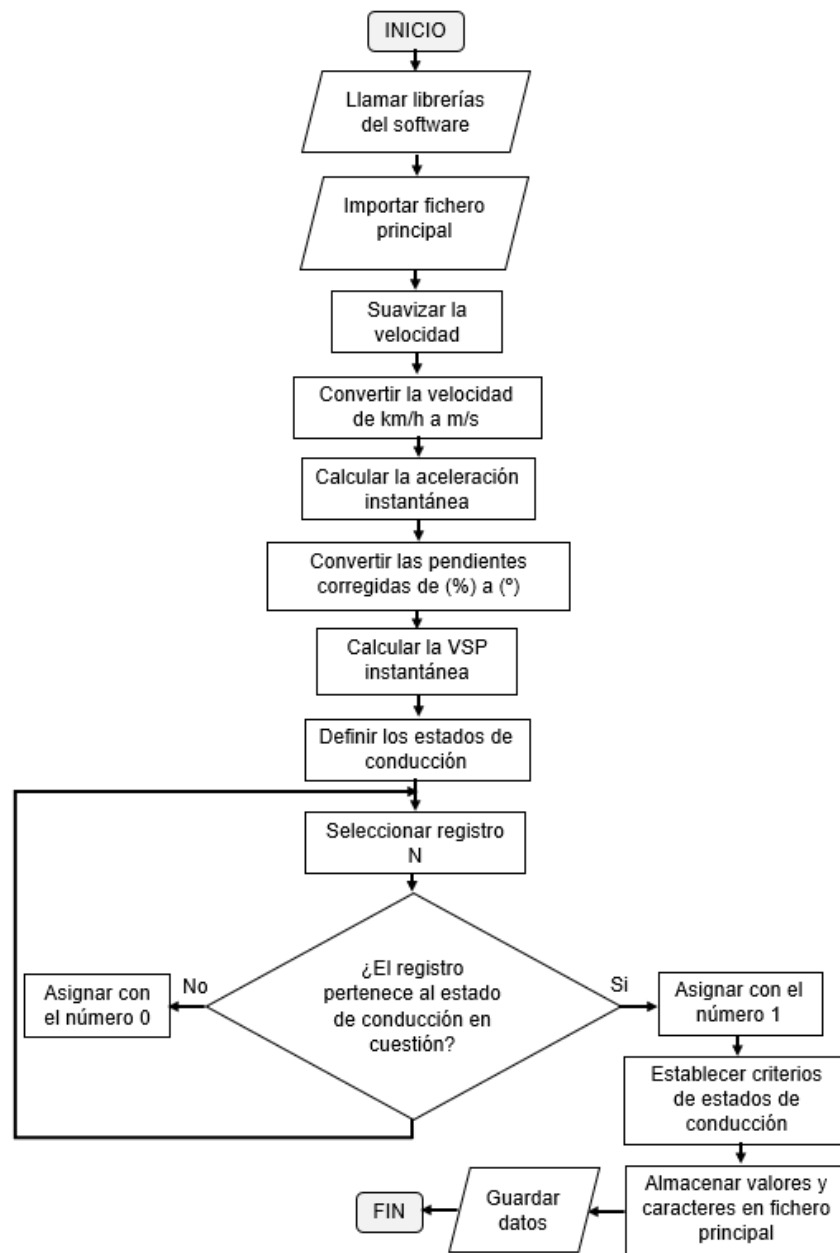 INICIO
Llamar librerías
del software
Importar fichero
principal
Suavizar la
velocidad
Convertir la velocidad
de km/h a m/s
Calcular la aceleración
instantánea
Convertir las pendientes
corregidas de (%) a (º)
Calcular la VSP
instantánea
Definir los estados de
conducción
Seleccionar registro
N
¿El registro
pertenece al estado
de conducción en
cuestión?
No
Asignar con
el número 0
Si
Asignar con el
número 1
Establecer criterios
de estados de
conducción
Almacenar valores y
caracteres en fichero
principal
Guardar
datos
FIN